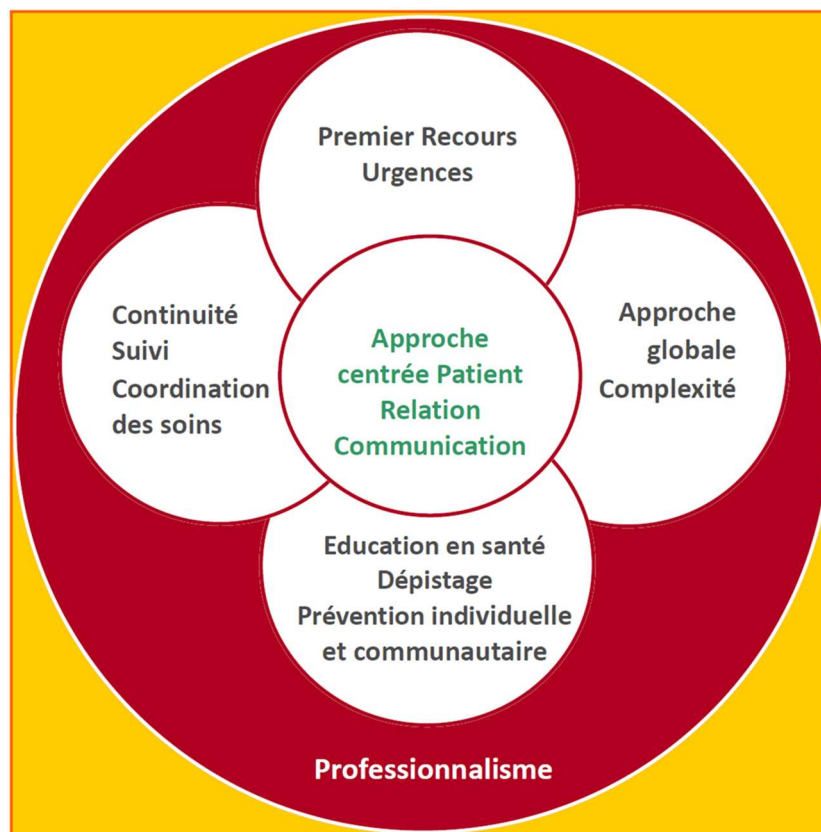 Premier Recours
Urgences
Continuité
Suivi
Coordination
des soins
Approche
centrée Patient
Relation
Communication
Approche
globale
Complexité
Education en santé
Dépistage
Prévention individuelle
et communautaire
Professionnalisme